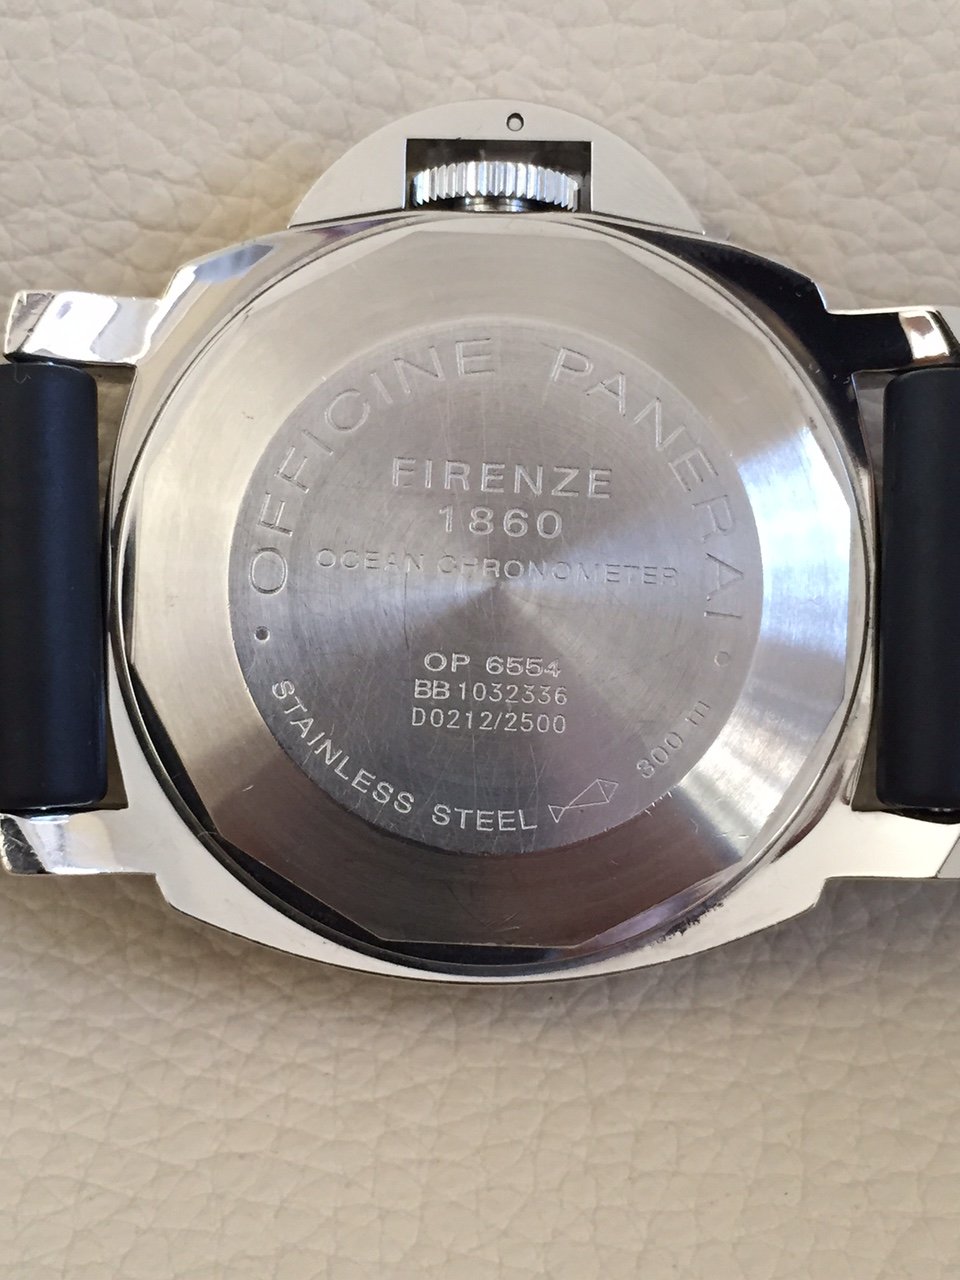 OFFICINE PANERAI
FIRENZE
1860
OCEAN CHRONOMETER
OP 6554
BB1032336
D0212/2500
STAINLESS STEEL
300 m